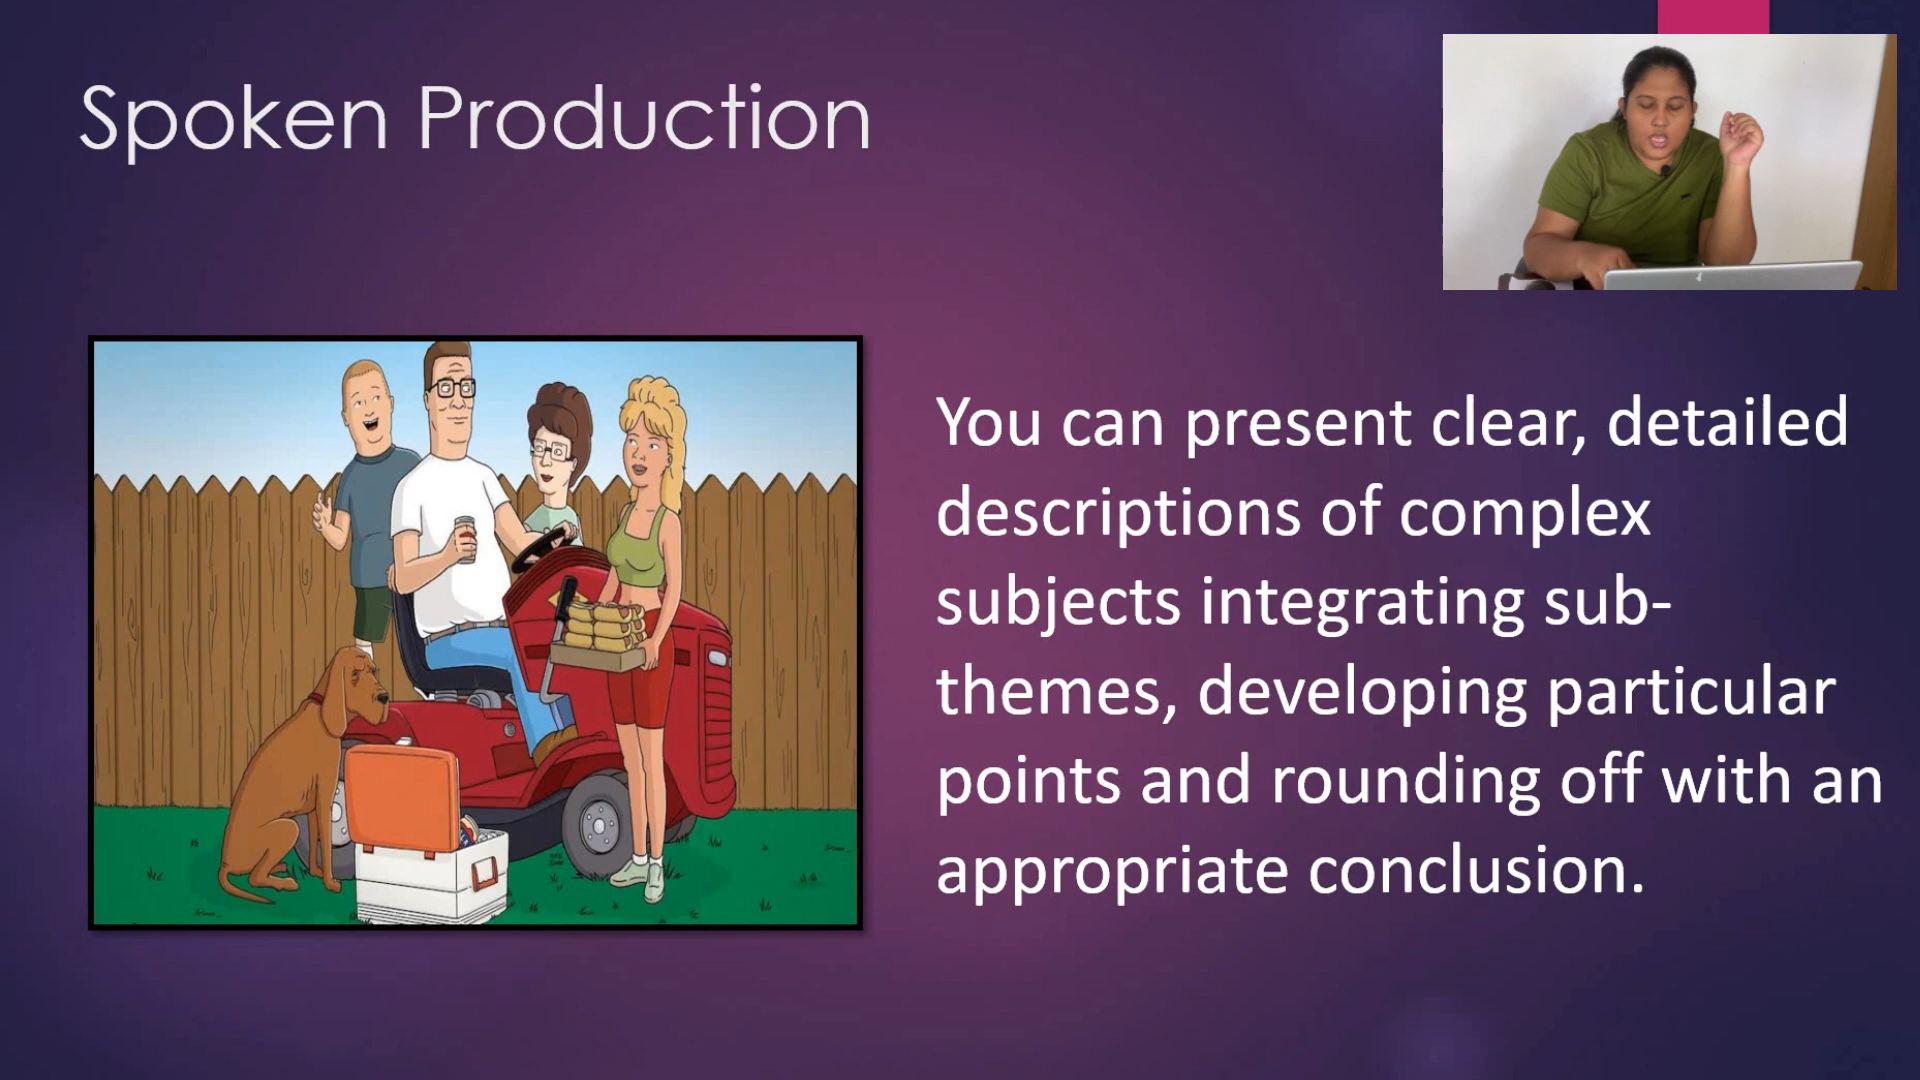 Spoken Production
You can present clear, detailed
descriptions of complex
subjects integrating sub-
themes, developing particular
points and rounding off with an
appropriate conclusion.